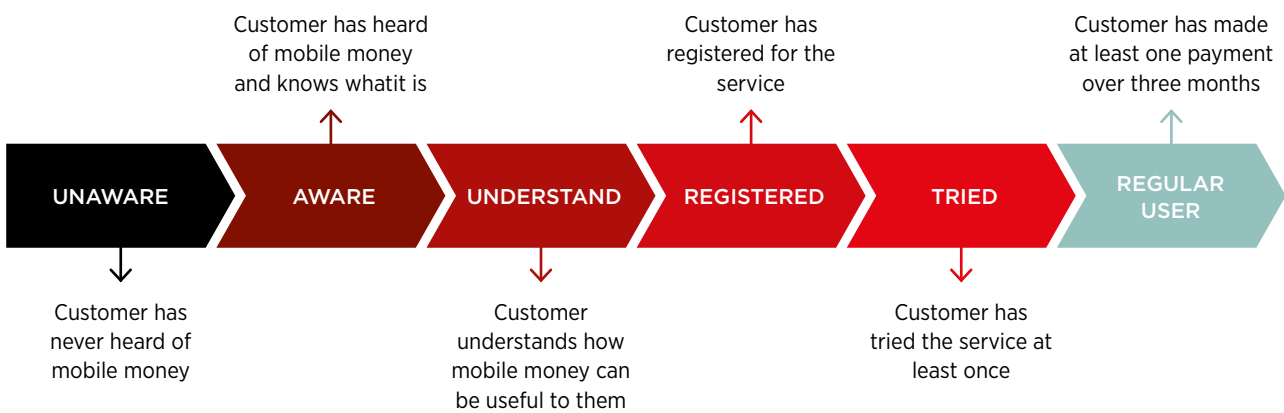 Customer has heard
of mobile money
and knows whatit is
Customer has
registered for the
service
Customer has made
at least one payment
over three months
UNAWARE
AWARE
UNDERSTAND
REGISTERED
TRIED
REGULAR
USER
Customer has
never heard of
mobile money
Customer
understands how
mobile money can
be useful to them
Customer has
tried the service at
least once